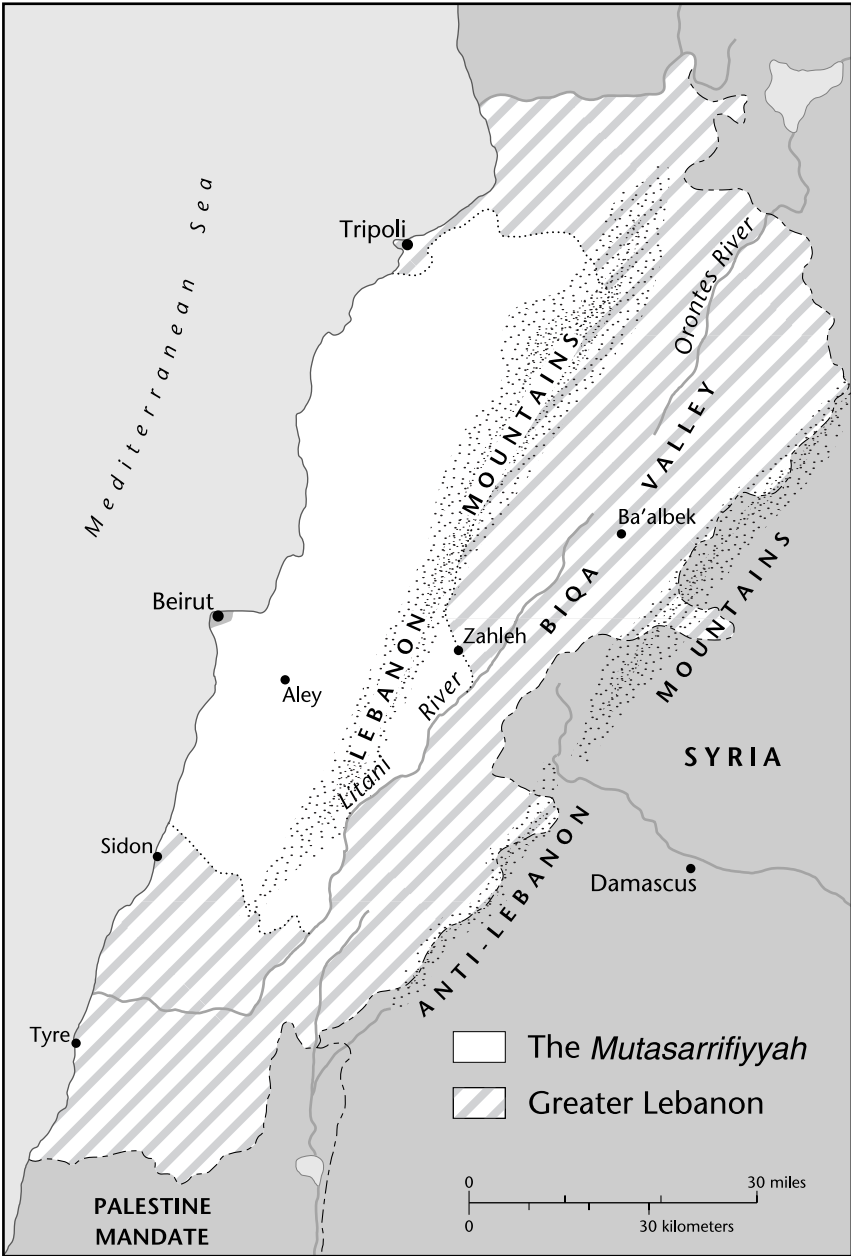 Mediterranean Sea
Tripoli
Orontes River
LEBANON MOUNTAINS
BIQA VALLEY
Ba’albek
Beirut
Zahleh
Aley
Litani River
ANTI-LEBANON MOUNTAINS
SYRIA
Sidon
Damascus
Tyre
The Mutasarrifiyyah
Greater Lebanon
PALESTINE
MANDATE
0 30 miles
0 30 kilometers